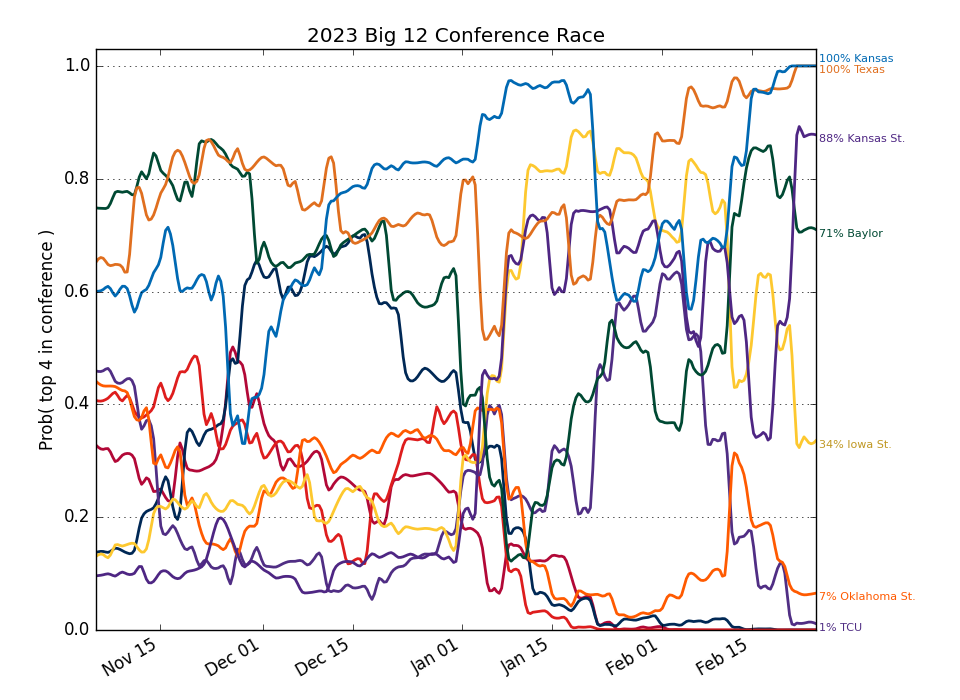 2023 Big 12 Conference Race
Prob( top 4 in conference )
1.0
0.8
0.6
0.4
0.2
0.0
Nov 15
Dec 01
Dec 15
Jan 01
Jan 15
Feb 01
Feb 15
100% Kansas
100% Texas
88% Kansas St.
71% Baylor
34% Iowa St.
7% Oklahoma St.
1% TCU